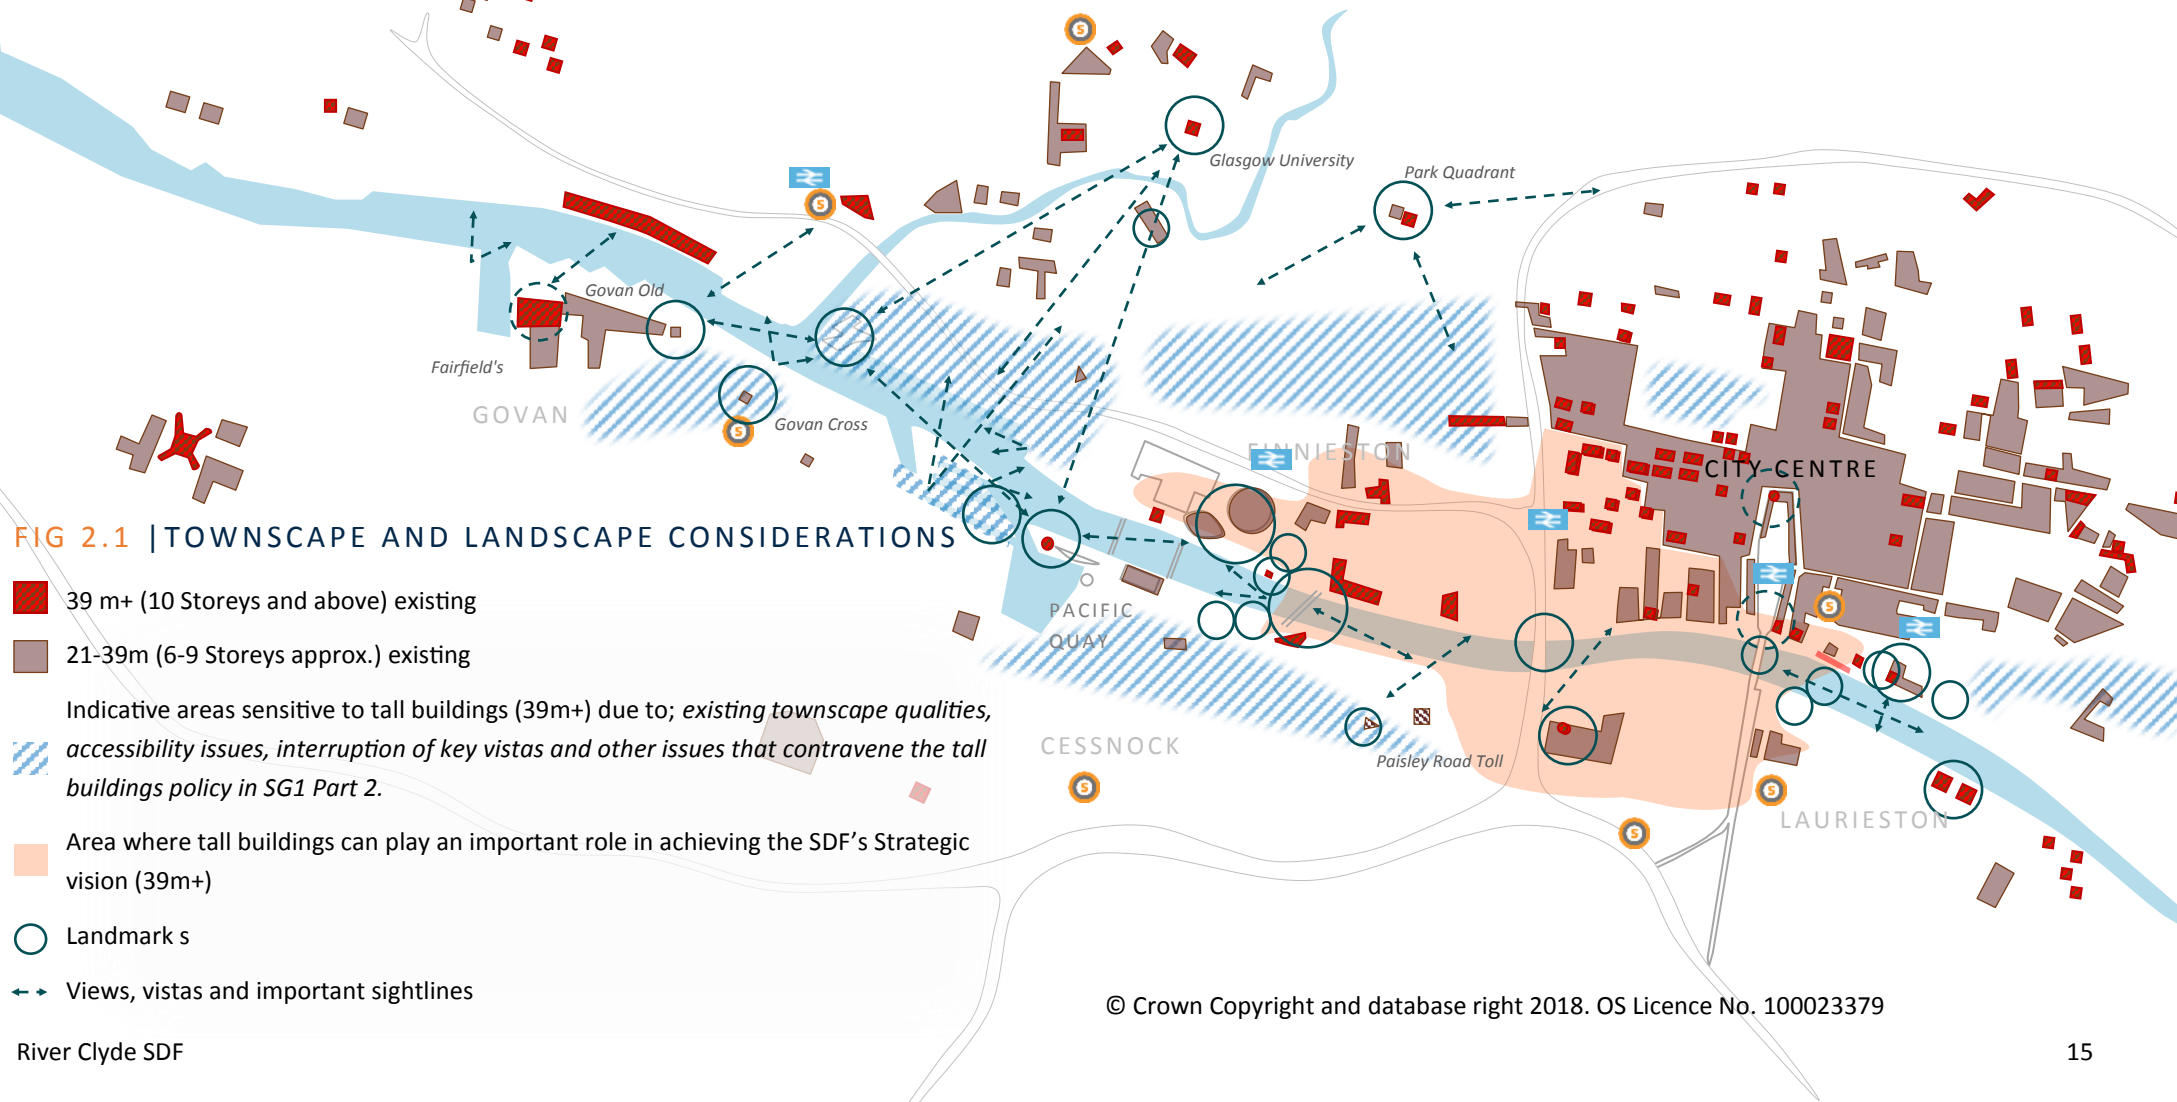 Glasgow University
Park Quadrant
Govan Old
Fairfield's
GOVAN
Govan Cross
FINNIESTON
CITY CENTRE
FIG 2.1 | TOWNSCAPE AND LANDSCAPE CONSIDERATIONS
39 m+ (10 Storeys and above) existing
21-39m (6-9 Storeys approx.) existing
Indicative areas sensitive to tall buildings (39m+) due to; existing townscape qualities,
accessibility issues, interruption of key vistas and other issues that contravene the tall
buildings policy in SG1 Part 2.
Area where tall buildings can play an important role in achieving the SDF's Strategic
vision (39m+)
Landmark s
Views, vistas and important sightlines
PACIFIC
QUAY
CESSNOCK
Paisley Road Toll
LAURIESTON
S
S
S
S
S
S
S
© Crown Copyright and database right 2018. OS Licence No. 100023379
River Clyde SDF
15